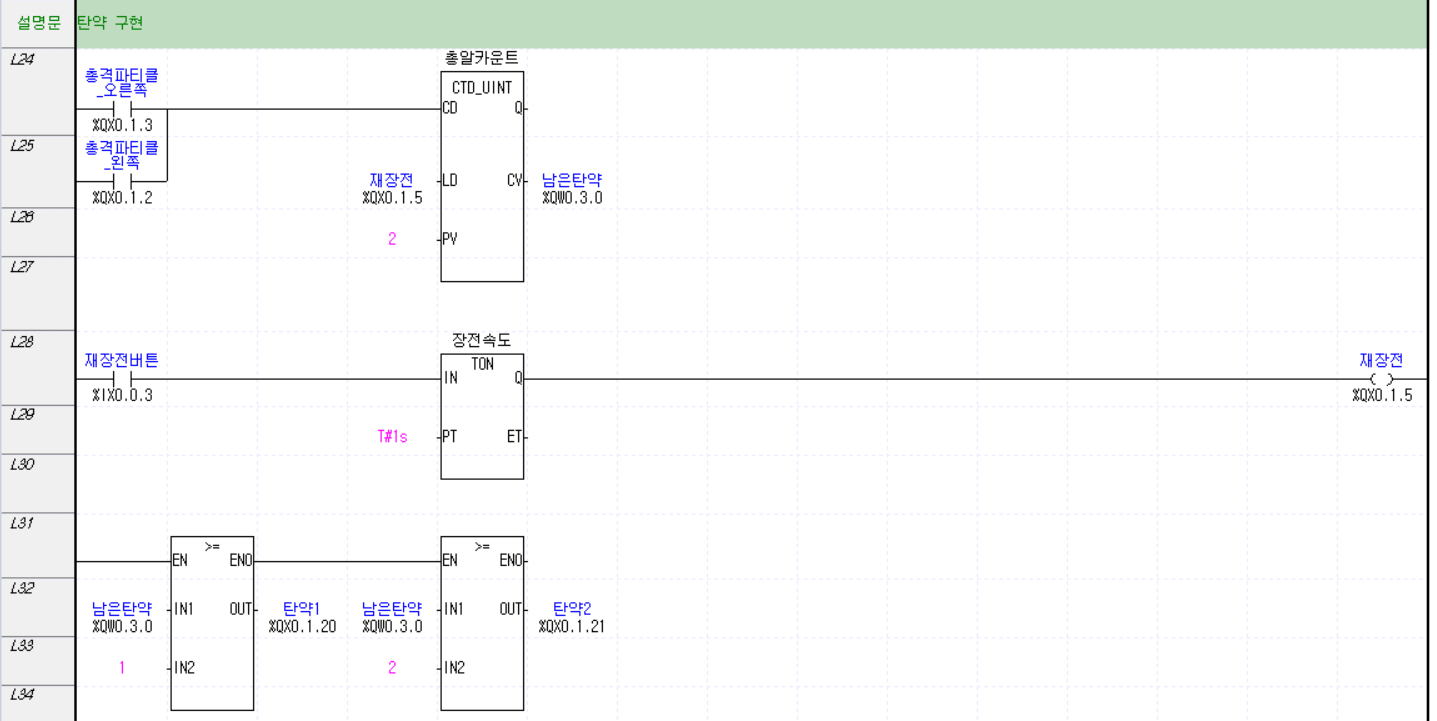 설명문 탄약 구현
L24
총알카운트
총격파티클
_오른쪽
CTD_UINT
CD Q
%QX0.1.3
L25
총격파티클
_왼쪽
재장전 LD CV 남은탄약
%QX0.1.2 %QX0.1.5 %QW0.3.0
L26
2 PV
L27
L28
장전속도
재장전버튼 TON 재장전
IN Q
%IX0.0.3 %QX0.1.5
L29
T#1s PT ET
L30
L31
>= >=
EN ENO EN ENO
L32
남은탄약 IN1 OUT 탄약1 남은탄약 IN1 OUT 탄약2
%QW0.3.0 %QX0.1.20 %QW0.3.0 %QX0.1.21
L33
1 IN2 2 IN2
L34